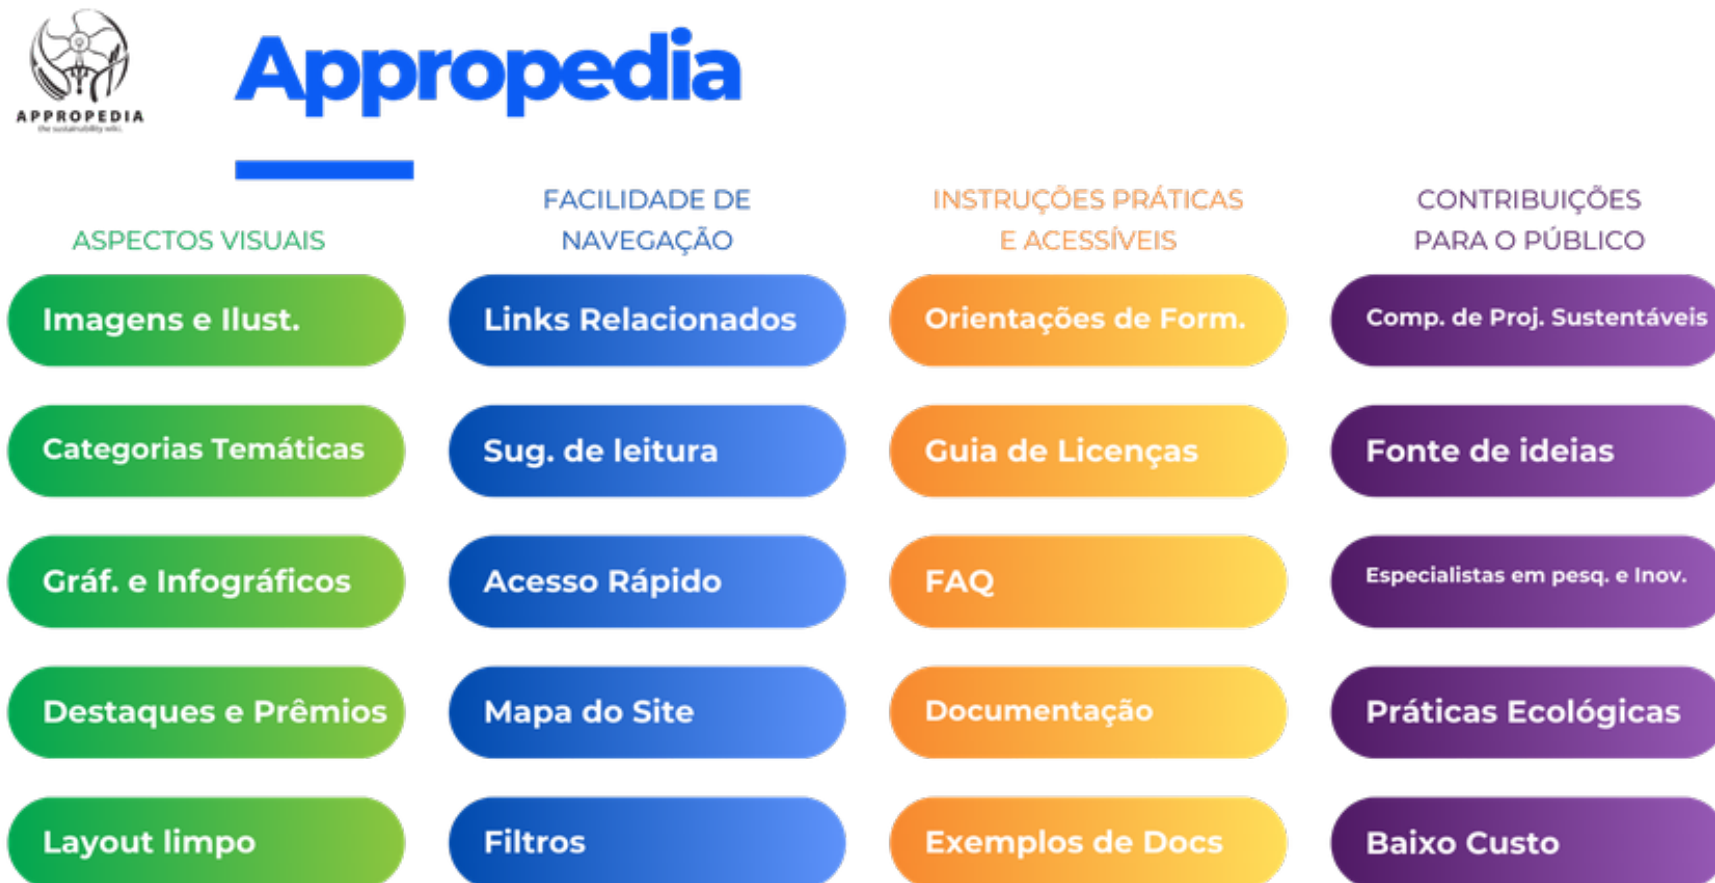 APPROPEDIA
the sustainability wiki.
Appropedia
ASPECTOS VISUAIS
Imagens e Ilust.
Categorias Temáticas
Gráf. e Infográficos
Destaques e Prêmios
Layout limpo
FACILIDADE DE
NAVEGAÇÃO
Links Relacionados
Sug. de leitura
Acesso Rápido
Mapa do Site
Filtros
INSTRUÇÕES PRÁTICAS
E ACESSÍVEIS
Orientações de Form.
Guia de Licenças
FAQ
Documentação
Exemplos de Docs
CONTRIBUIÇÕES
PARA O PÚBLICO
Comp. de Proj. Sustentáveis
Fonte de ideias
Especialistas em pesq. e Inov.
Práticas Ecológicas
Baixo Custo